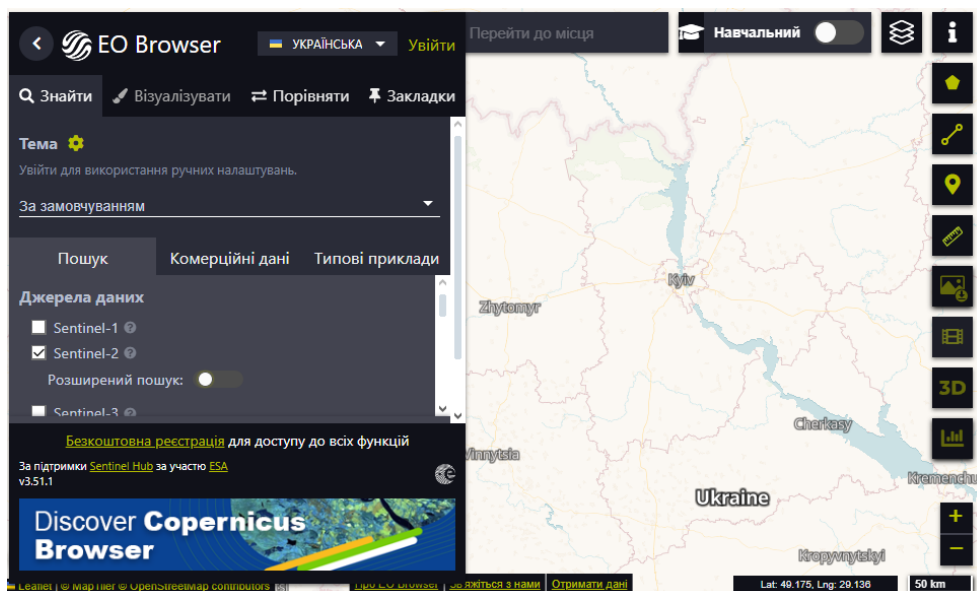 EO Browser
УКРАЇНСЬКА
Увійти
Перейти до місця
Навчальний
Знайти
Візуалізувати
Порівняти
Закладки
Тема
Увійти для використання ручних налаштувань.
За замовчуванням
Пошук
Комерційні дані
Типові приклади
Джерела даних
Sentinel-1
Sentinel-2
Розширений пошук:
Sentinel-3
Безкоштовна реєстрація для доступу до всіх функцій
За підтримки Sentinel Hub за участю ESA
v3.51.1
Discover Copernicus
Browser
Leaflet | © MapTiler © OpenStreetMap contributors
Про EO Browser
Зв'яжіться з нами
Отримати дані
Kyiv
Zhytomyr
Cherkasy
Vinnytsia
Kremenchu
Ukraine
Kropyvnytskyi
3D
Lat: 49.175, Lng: 29.136
50 km